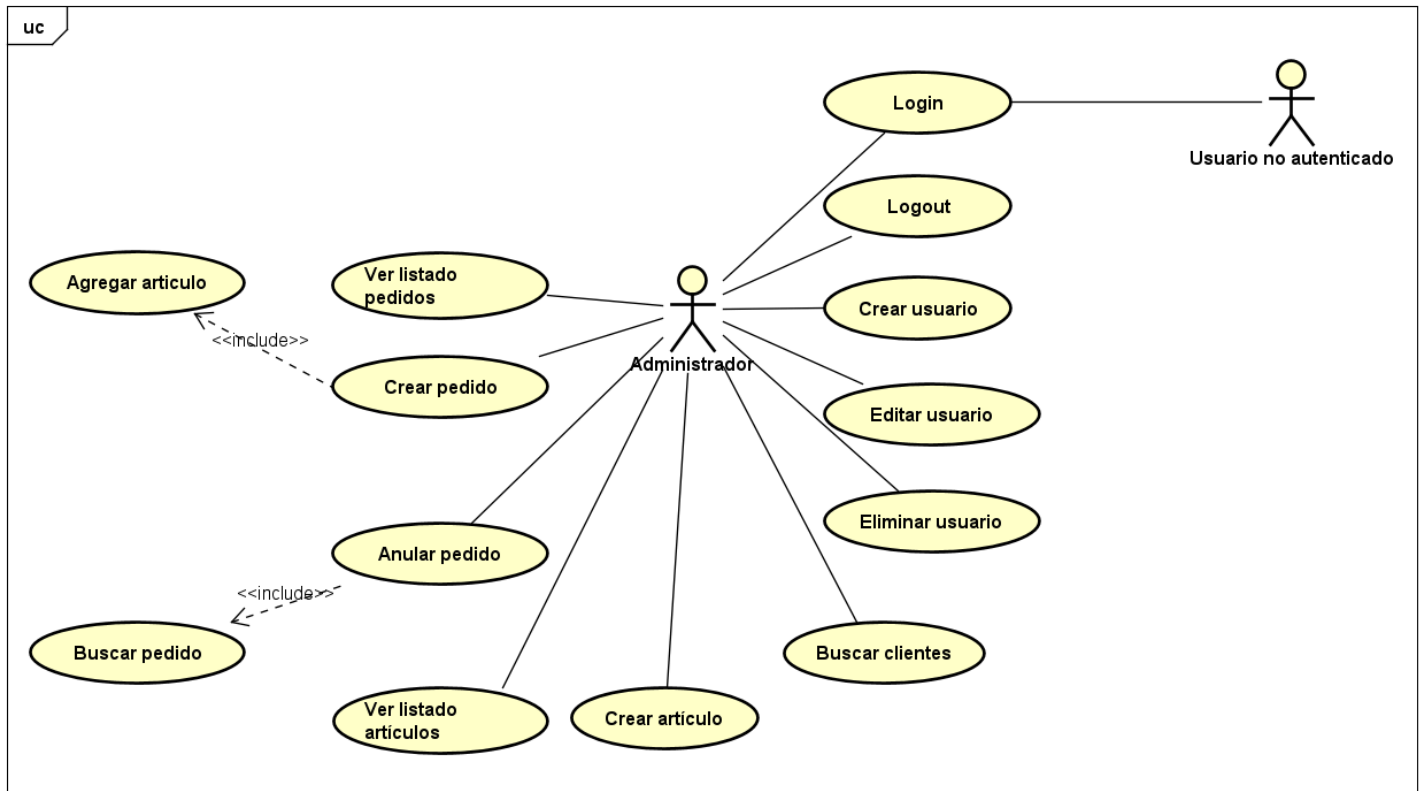 uc
Login
Usuario no autenticado
Logout
Agregar articulo
Ver listado
pedidos
Crear usuario
<<include>>
Administrador
Crear pedido
Editar usuario
Eliminar usuario
Anular pedido
<<include>>
Buscar pedido
Buscar clientes
Ver listado
artículos
Crear artículo